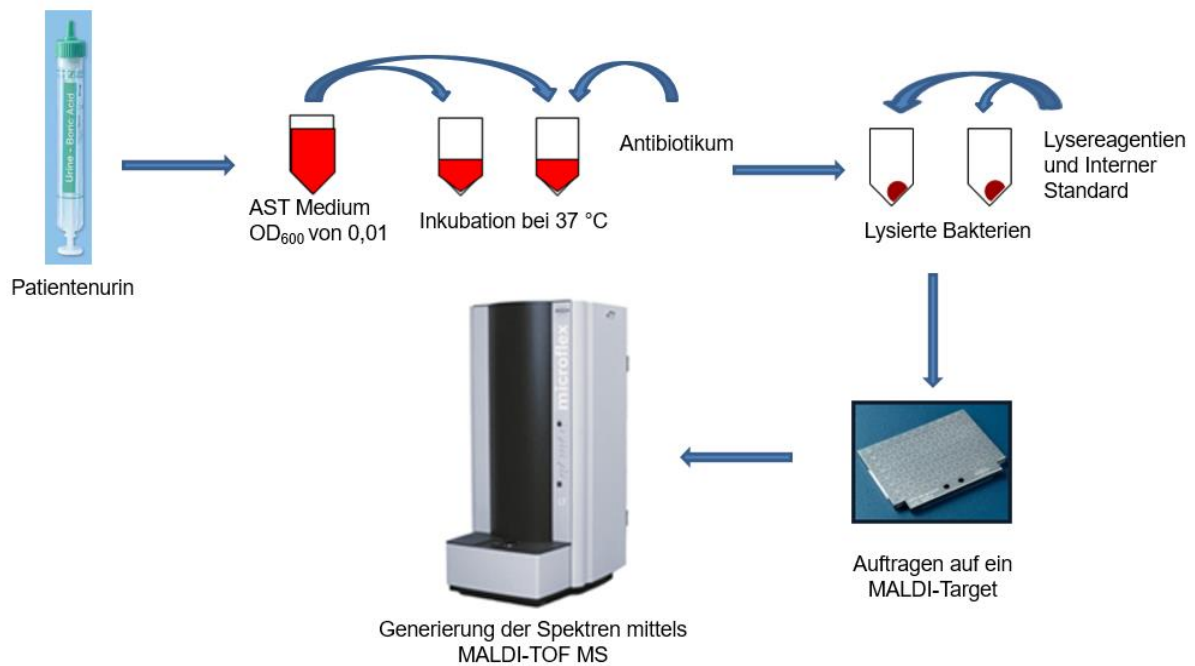 Urine - Boric Acid
Patientenurin
AST Medium
OD₆₀₀ von 0,01
Inkubation bei 37 °C
Antibiotikum
Lysereagentien
und Interner
Standard
Lysierte Bakterien
Auftragen auf ein
MALDI-Target
microflex
Generierung der Spektren mittels
MALDI-TOF MS